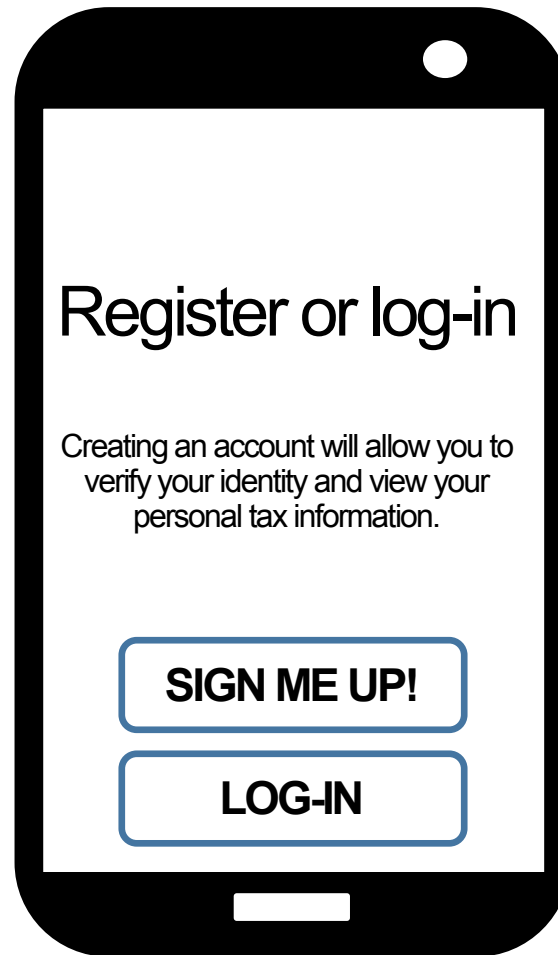 Register or log-in
Creating an account will allow you to
verify your identity and view your
personal tax information.
SIGN ME UP!
LOG-IN